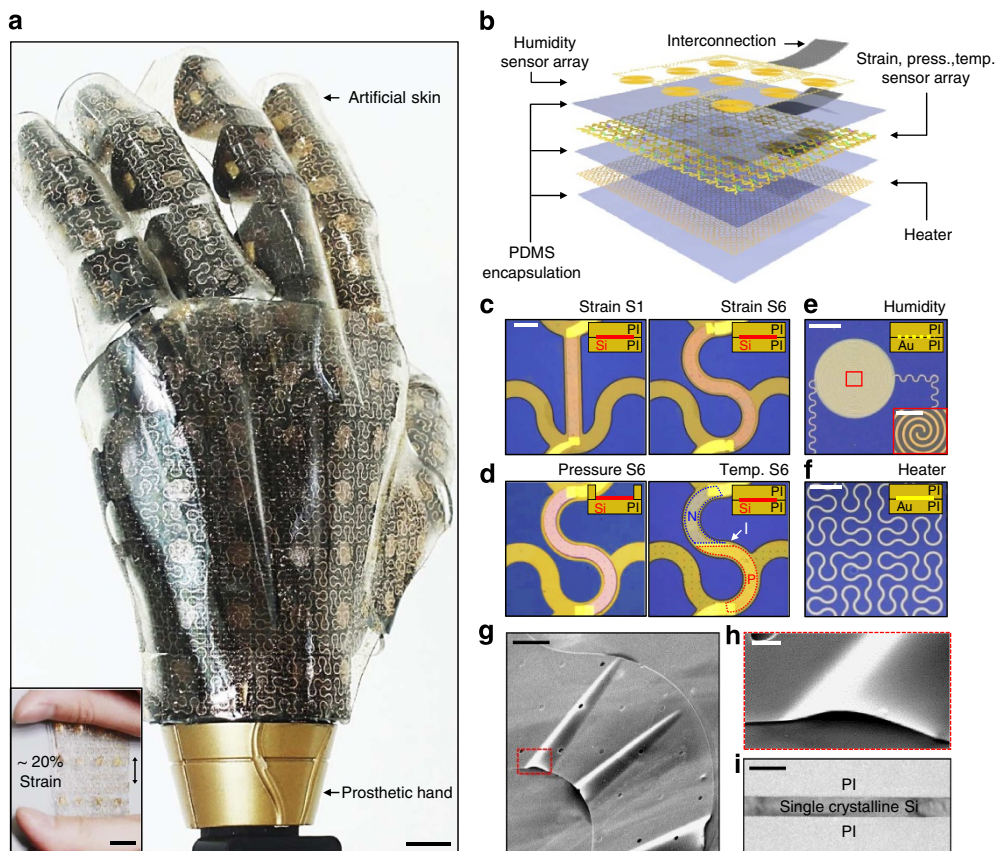 a
Artificial skin
~ 20%
Strain
Prosthetic hand
b
Humidity
sensor array
Interconnection
Strain, press.,temp.
sensor array
PDMS
encapsulation
Heater
c
Strain S1
PI
Si PI
Strain S6
PI
Si PI
e
Humidity
PI
Au PI
d
Pressure S6
Si PI
Temp. S6
PI
Si PI
N
I
P
f
Heater
PI
Au PI
g
h
i
PI
Single crystalline Si
PI